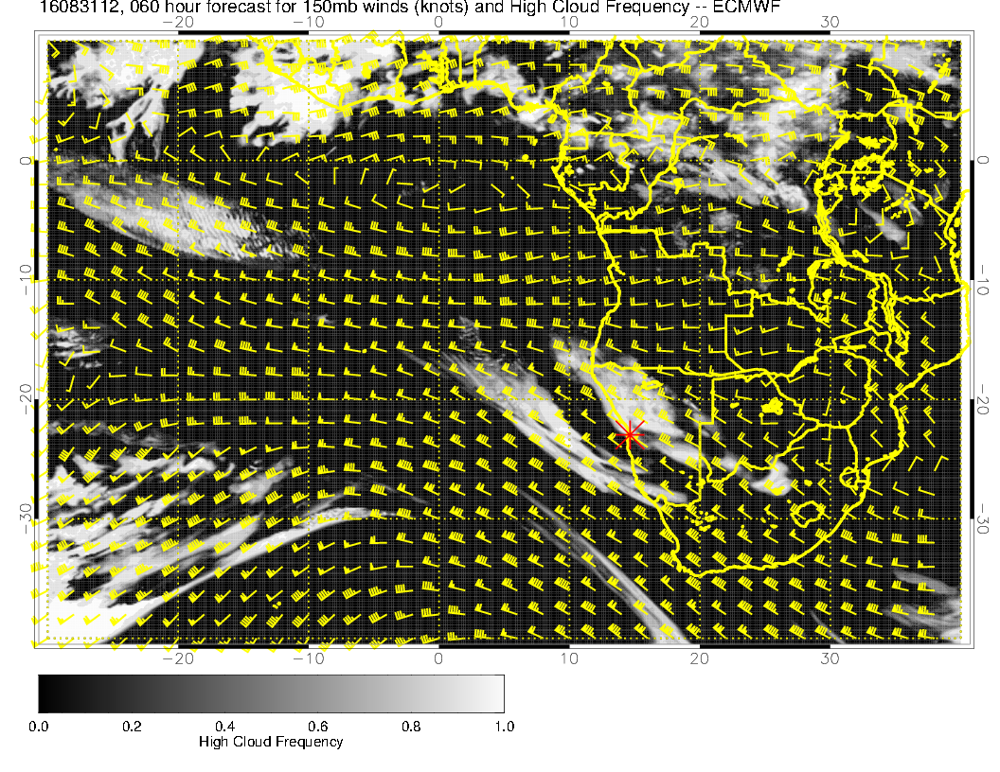 16083112, 060 hour forecast for 150mb winds (knots) and High Cloud Frequency -- ECMWF
−20 −10 0 10 20 30
0 0
−10 −10
−20 −20
−30 −30
−20 −10 0 10 20 30
0.0 0.2 0.4 0.6 0.8 1.0
High Cloud Frequency